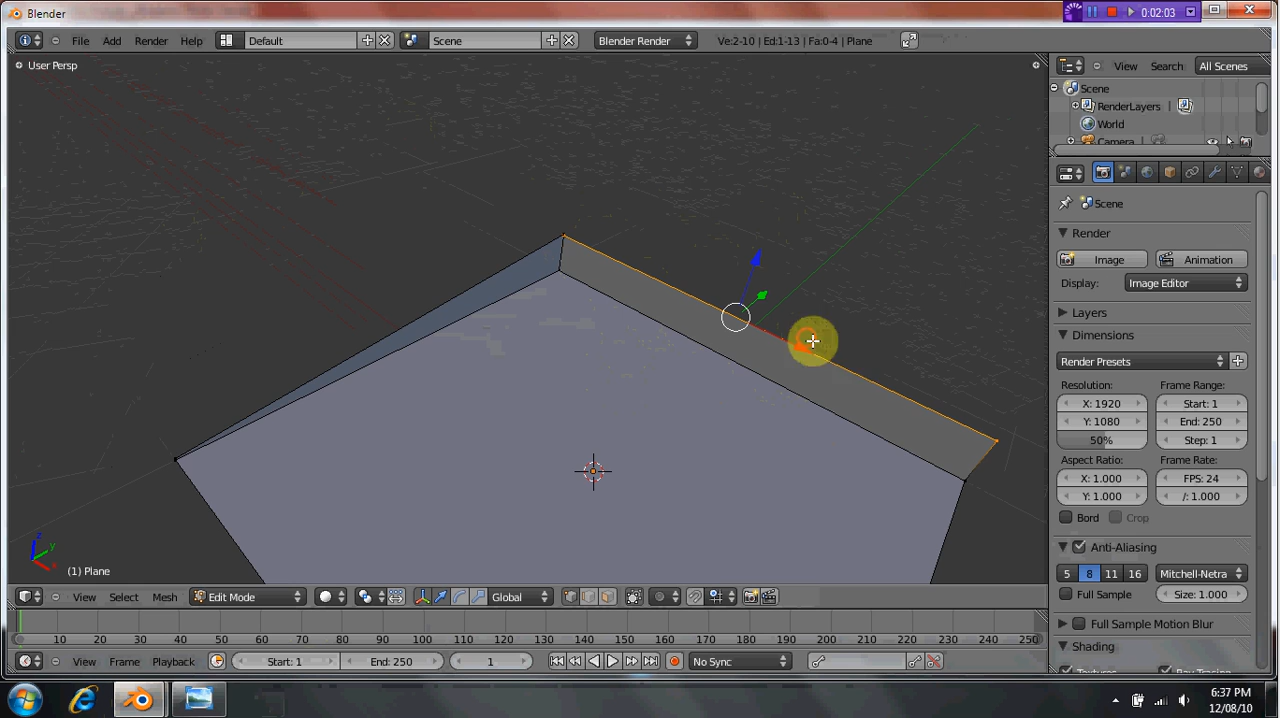 Blender
0:02:03
File Add Render Help Default Scene Blender Render Ve:2-10 | Ed:1-13 | Fa:0-4 | Plane
User Persp
View Search All Scenes
Scene
RenderLayers
World
Camera
Scene
Render
Image Animation
Display: Image Editor
Layers
Dimensions
Render Presets
Resolution: Frame Range:
X: 1920 Start: 1
Y: 1080 End: 250
50% Step: 1
Aspect Ratio: Frame Rate:
X: 1.000 FPS: 24
Y: 1.000 /: 1.000
Bord Crop
Anti-Aliasing
5 8 11 16 Mitchell-Netra
Full Sample Size: 1.000
Full Sample Motion Blur
Shading
Textures Ray Tracing
z
y
x
(1) Plane
View Select Mesh Edit Mode Global
10 20 30 40 50 60 70 80 90 100 110 120 130 140 150 160 170 180 190 200 210 220 230 240 250
View Frame Playback Start: 1 End: 250 1 No Sync
6:37 PM
12/08/10